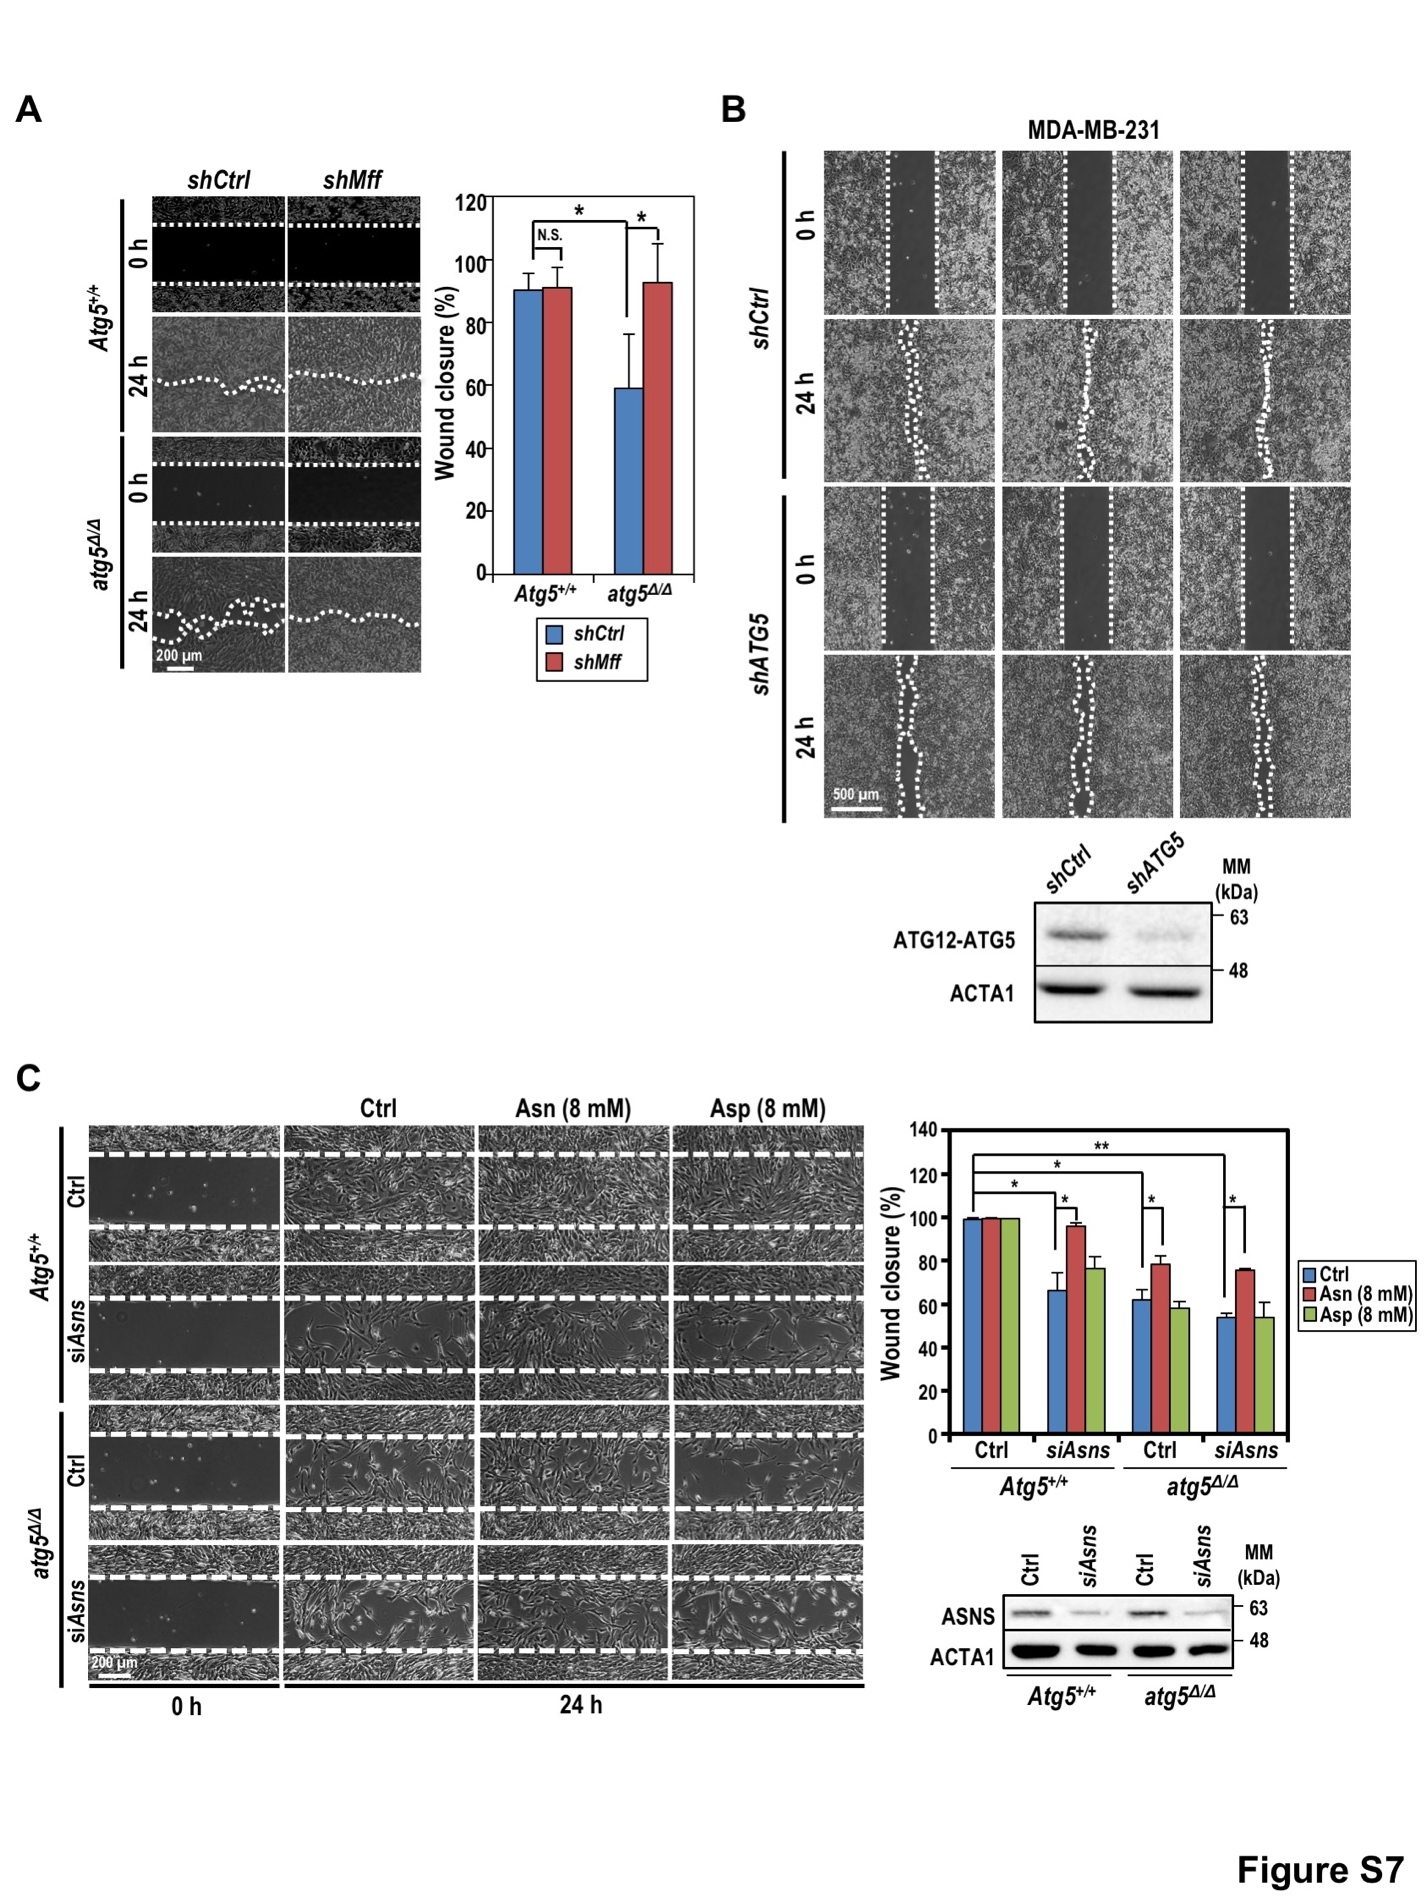 A
shCtrl
shMff
Atg5+/+
0 h
24 h
atg5Δ/Δ
0 h
24 h
200 μm
Wound closure (%)
120
100
80
60
40
20
0
*
*
N.S.
Atg5+/+
atg5Δ/Δ
shCtrl
shMff
B
MDA-MB-231
shCtrl
0 h
24 h
shATG5
0 h
24 h
500 μm
shCtrl
shATG5
MM
(kDa)
63
ATG12-ATG5
48
ACTA1
C
Ctrl
Asn (8 mM)
Asp (8 mM)
Atg5+/+
Ctrl
siAsns
atg5Δ/Δ
Ctrl
siAsns
200 μm
0 h
24 h
Wound closure (%)
140
120
100
80
60
40
20
0
**
*
*
*
*
*
Ctrl
siAsns
Ctrl
siAsns
Atg5+/+
atg5Δ/Δ
Ctrl
Asn (8 mM)
Asp (8 mM)
Ctrl
siAsns
Ctrl
siAsns
MM
(kDa)
ASNS
63
48
ACTA1
Atg5+/+
atg5Δ/Δ
Figure S7